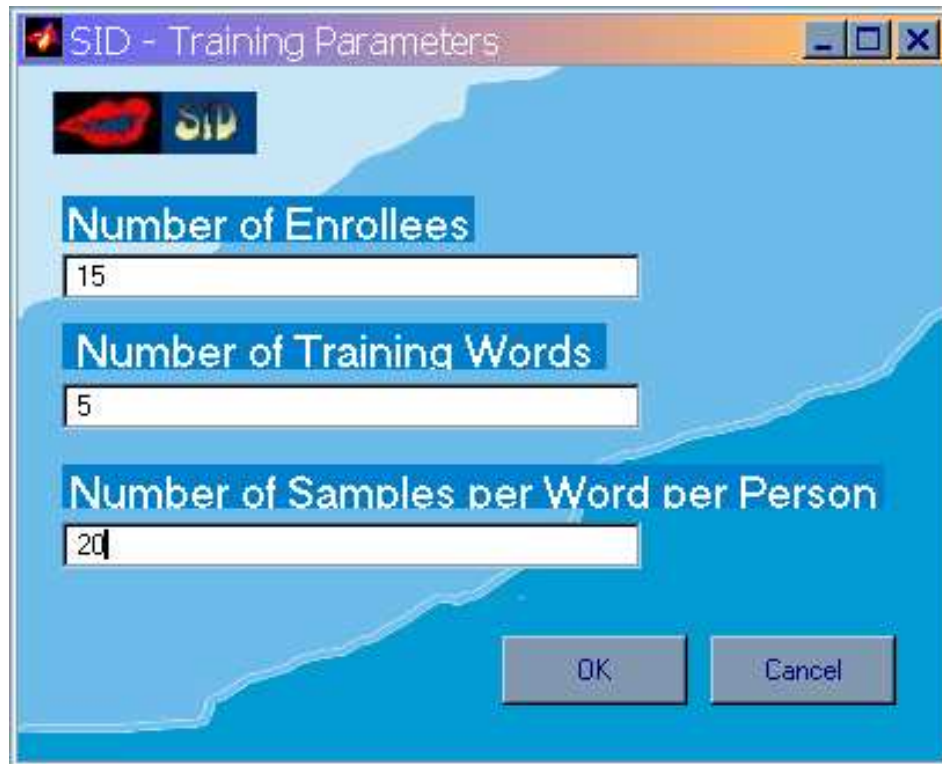 SID - Training Parameters
SID
Number of Enrollees
15
Number of Training Words
5
Number of Samples per Word per Person
20
OK Cancel